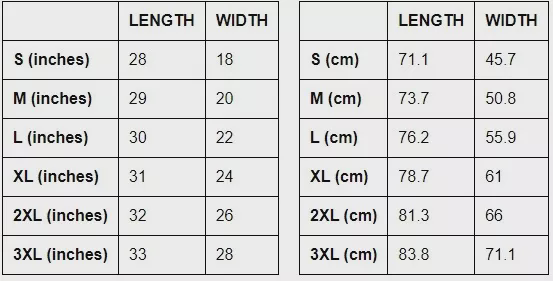 LENGTH WIDTH
S (inches) 28 18
M (inches) 29 20
L (inches) 30 22
XL (inches) 31 24
2XL (inches) 32 26
3XL (inches) 33 28
LENGTH WIDTH
S (cm) 71.1 45.7
M (cm) 73.7 50.8
L (cm) 76.2 55.9
XL (cm) 78.7 61
2XL (cm) 81.3 66
3XL (cm) 83.8 71.1